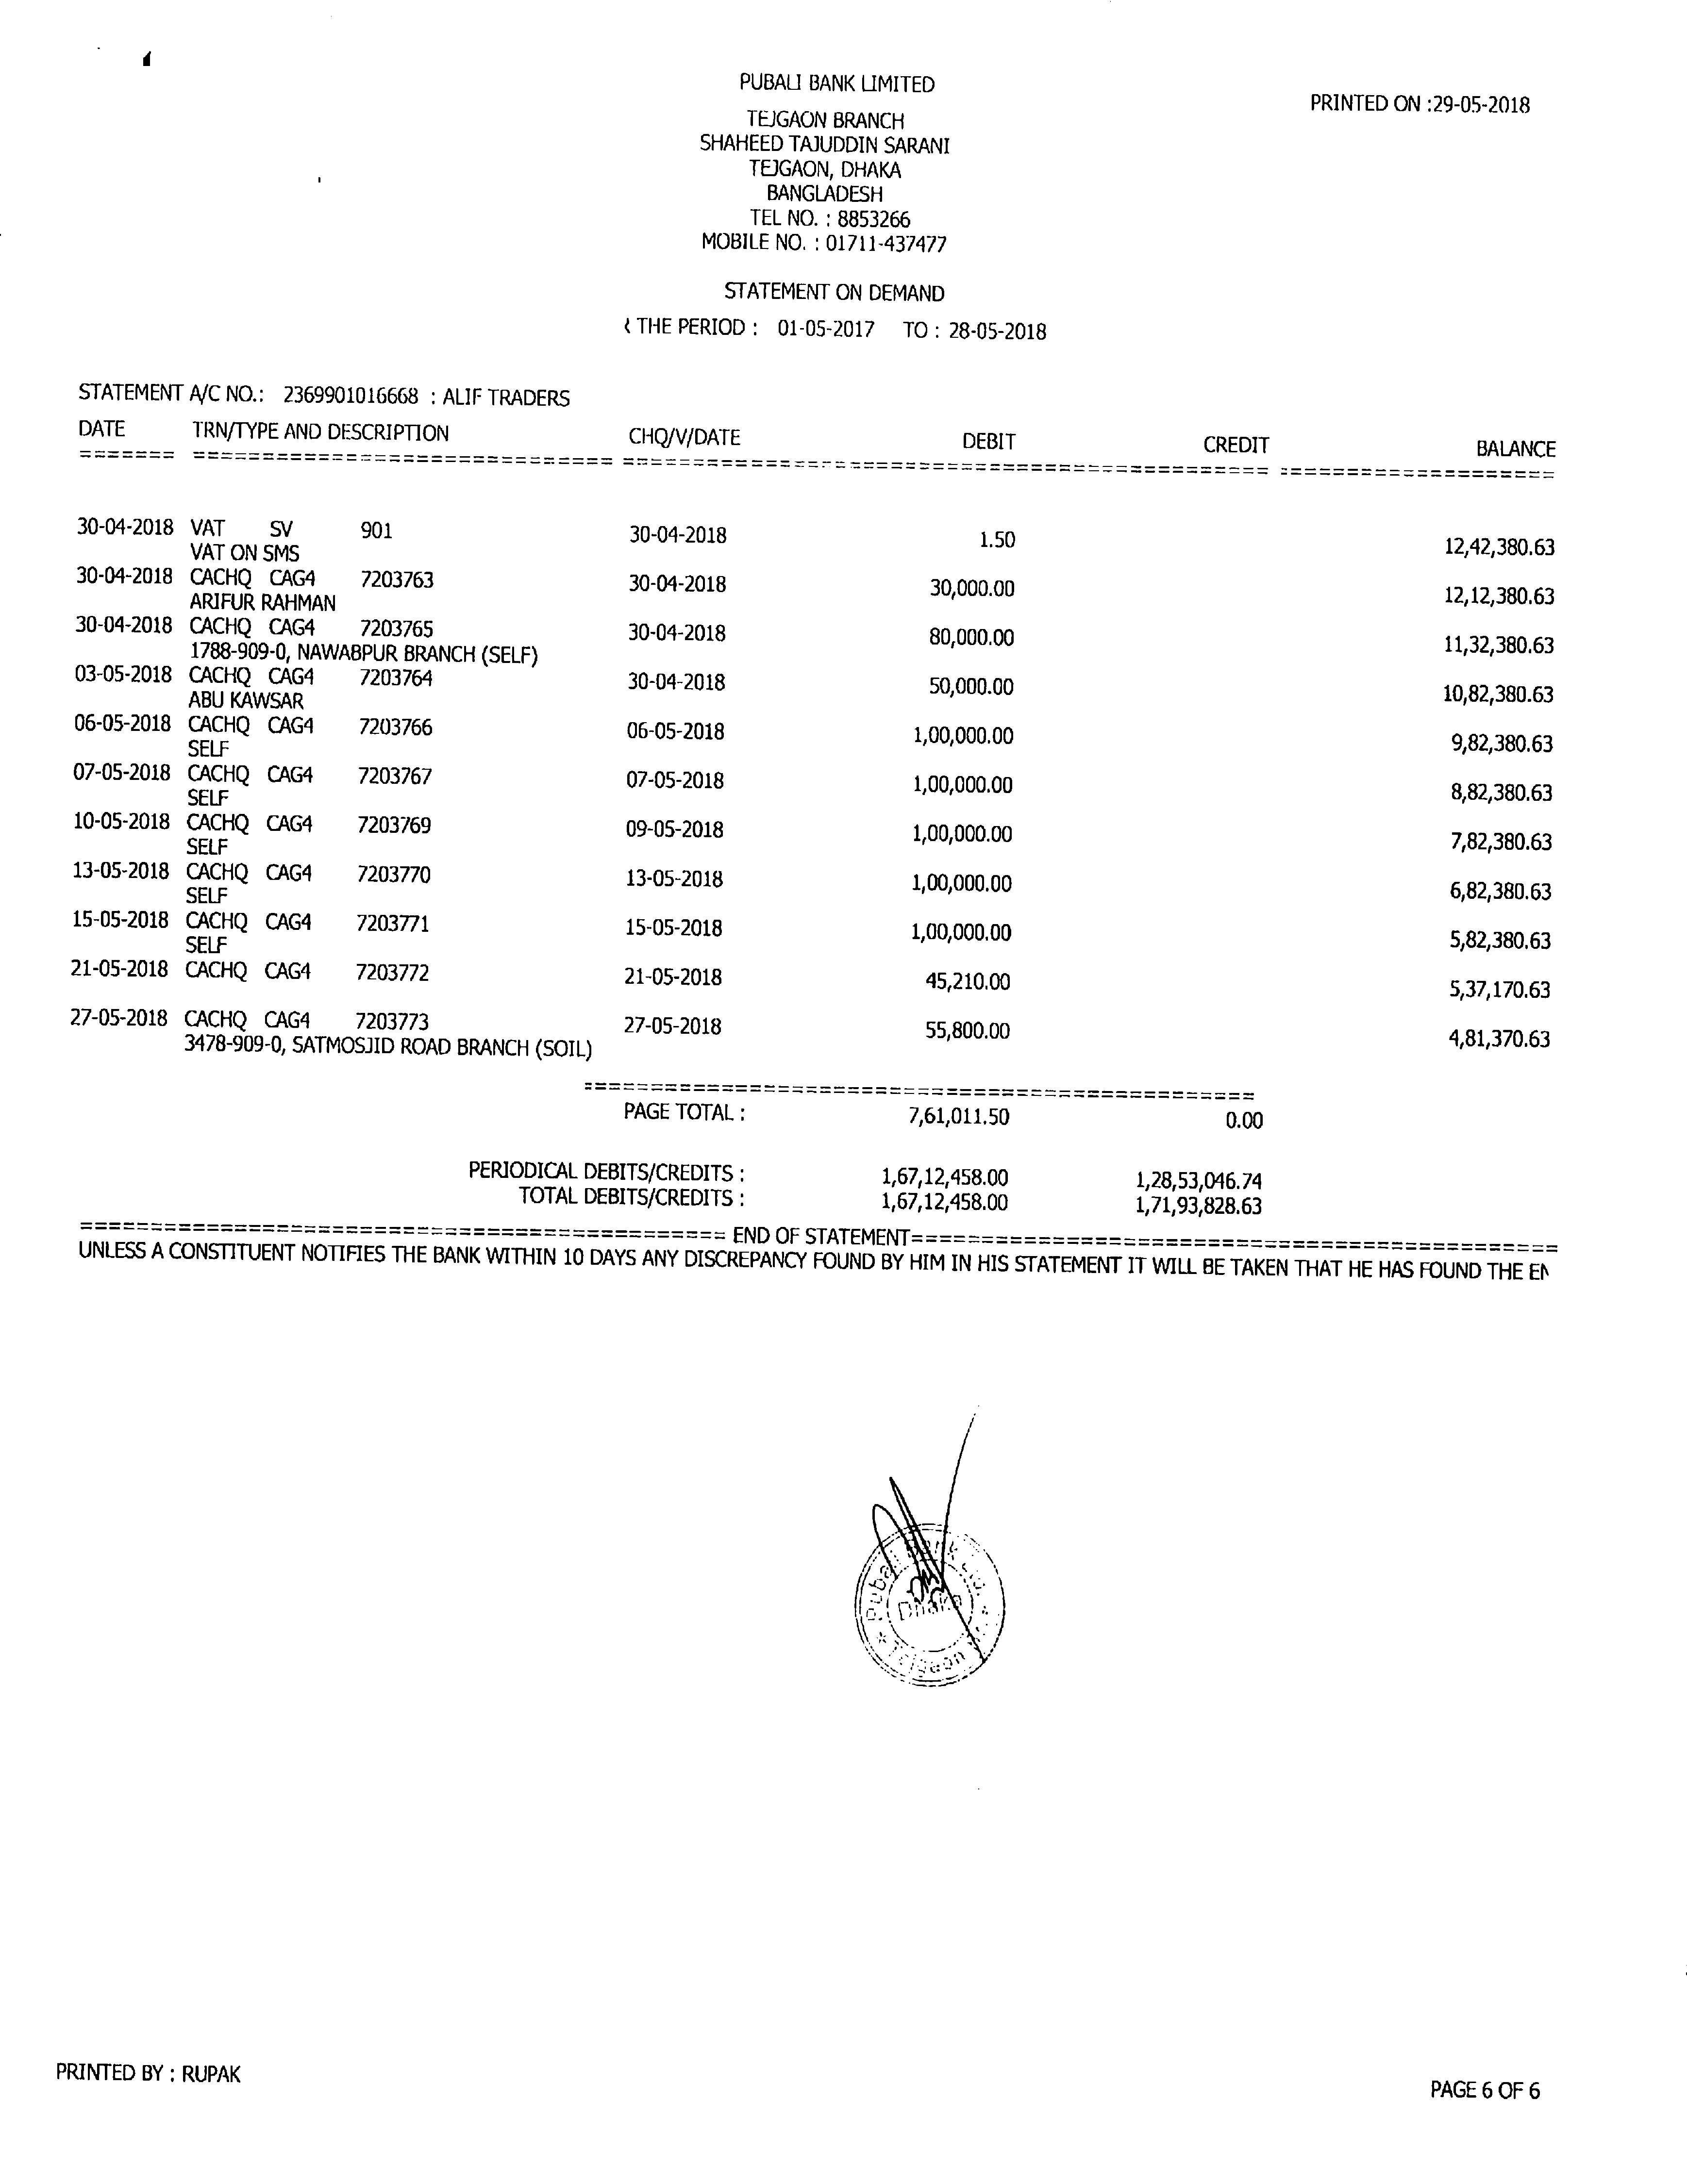 PUBALI BANK LIMITED
PRINTED ON :29-05-2018
TEJGAON BRANCH
SHAHEED TAJUDDIN SARANI
TEJGAON, DHAKA
BANGLADESH
TEL NO. : 8853266
MOBILE NO. : 01711-437477
STATEMENT ON DEMAND
THE PERIOD : 01-05-2017 TO : 28-05-2018
STATEMENT A/C NO.: 2369901016668 : ALIF TRADERS
DATE TRN/TYPE AND DESCRIPTION CHQ/V/DATE DEBIT CREDIT BALANCE
30-04-2018 VAT SV 901 30-04-2018 1.50 12,42,380.63
VAT ON SMS
30-04-2018 CACHQ CAG4 7203763 30-04-2018 30,000.00 12,12,380.63
ARIFUR RAHMAN
30-04-2018 CACHQ CAG4 7203765 30-04-2018 80,000.00 11,32,380.63
1788-909-0, NAWABPUR BRANCH (SELF)
03-05-2018 CACHQ CAG4 7203764 30-04-2018 50,000.00 10,82,380.63
ABU KAWSAR
06-05-2018 CACHQ CAG4 7203766 06-05-2018 1,00,000.00 9,82,380.63
SELF
07-05-2018 CACHQ CAG4 7203767 07-05-2018 1,00,000.00 8,82,380.63
SELF
10-05-2018 CACHQ CAG4 7203769 09-05-2018 1,00,000.00 7,82,380.63
SELF
13-05-2018 CACHQ CAG4 7203770 13-05-2018 1,00,000.00 6,82,380.63
SELF
15-05-2018 CACHQ CAG4 7203771 15-05-2018 1,00,000.00 5,82,380.63
SELF
21-05-2018 CACHQ CAG4 7203772 21-05-2018 45,210.00 5,37,170.63
27-05-2018 CACHQ CAG4 7203773 27-05-2018 55,800.00 4,81,370.63
3478-909-0, SATMOSJID ROAD BRANCH (SOIL)
PAGE TOTAL : 7,61,011.50 0.00
PERIODICAL DEBITS/CREDITS : 1,67,12,458.00 1,28,53,046.74
TOTAL DEBITS/CREDITS : 1,67,12,458.00 1,71,93,828.63
END OF STATEMENT
UNLESS A CONSTITUENT NOTIFIES THE BANK WITHIN 10 DAYS ANY DISCREPANCY FOUND BY HIM IN HIS STATEMENT IT WILL BE TAKEN THAT HE HAS FOUND THE
Pubali Bank Ltd.
Dhaka
Tejgaon
PRINTED BY : RUPAK
PAGE 6 OF 6